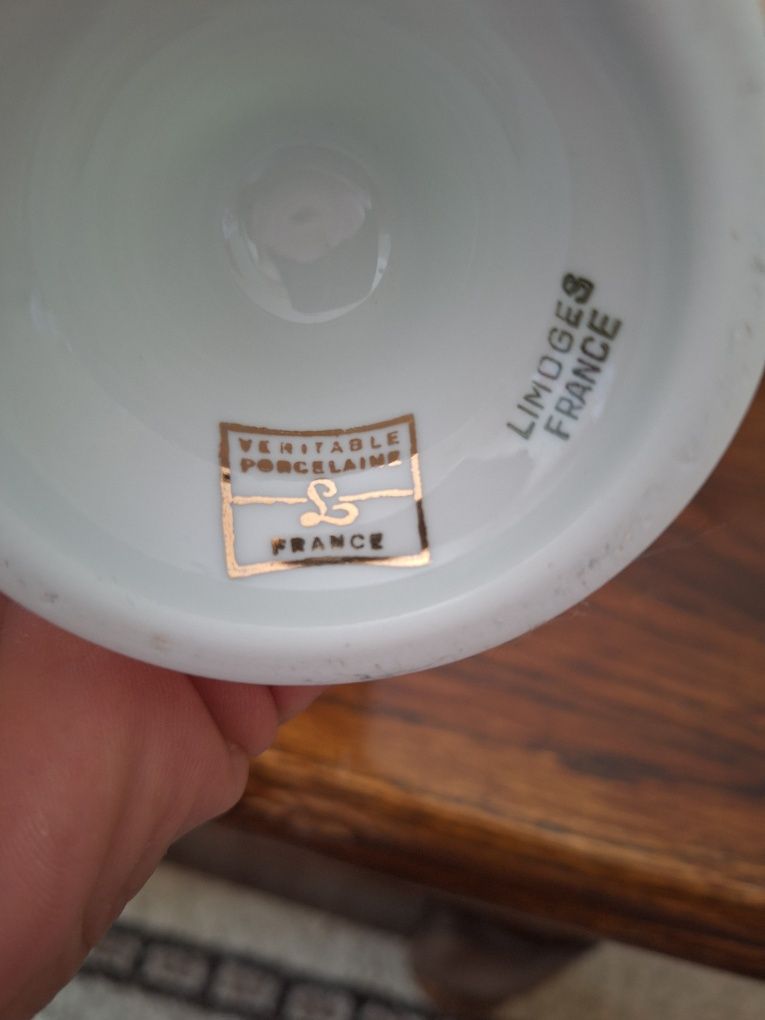 VERITABLE
PORCELAINE
L
FRANCE
LIMOGES
FRANCE